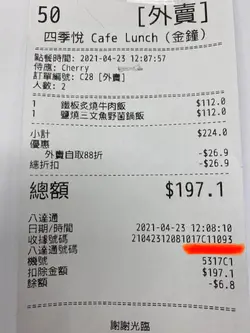 50 [外賣]
四季悅 Cafe Lunch (金鐘)
點餐時間: 2021-04-23 12:07:57
侍應: Cherry
訂單編號: C28 [外賣]
人數: 2
1 鐵板炙燒牛肉飯 $112.0
1 鹽燒三文魚野菌鍋飯 $112.0
小計 $224.0
優惠
外賣自取88折 -$26.9
總折扣 -$26.9
總額 $197.1
八達通
日期/時間 2021-04-23 12:08:10
收據號碼 21042312081017C11093
八達通號碼
機號 5317C1
扣除金額 $197.1
餘額 -$6.8
謝謝光臨